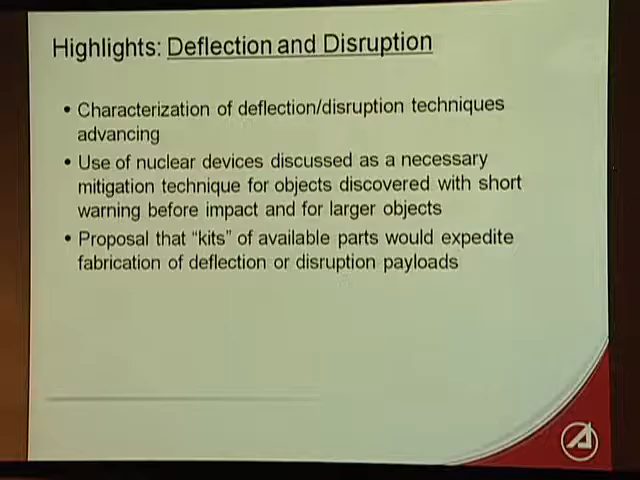 Highlights: Deflection and Disruption
• Characterization of deflection/disruption techniques
advancing
• Use of nuclear devices discussed as a necessary
mitigation technique for objects discovered with short
warning before impact and for larger objects
• Proposal that “kits” of available parts would expedite
fabrication of deflection or disruption payloads